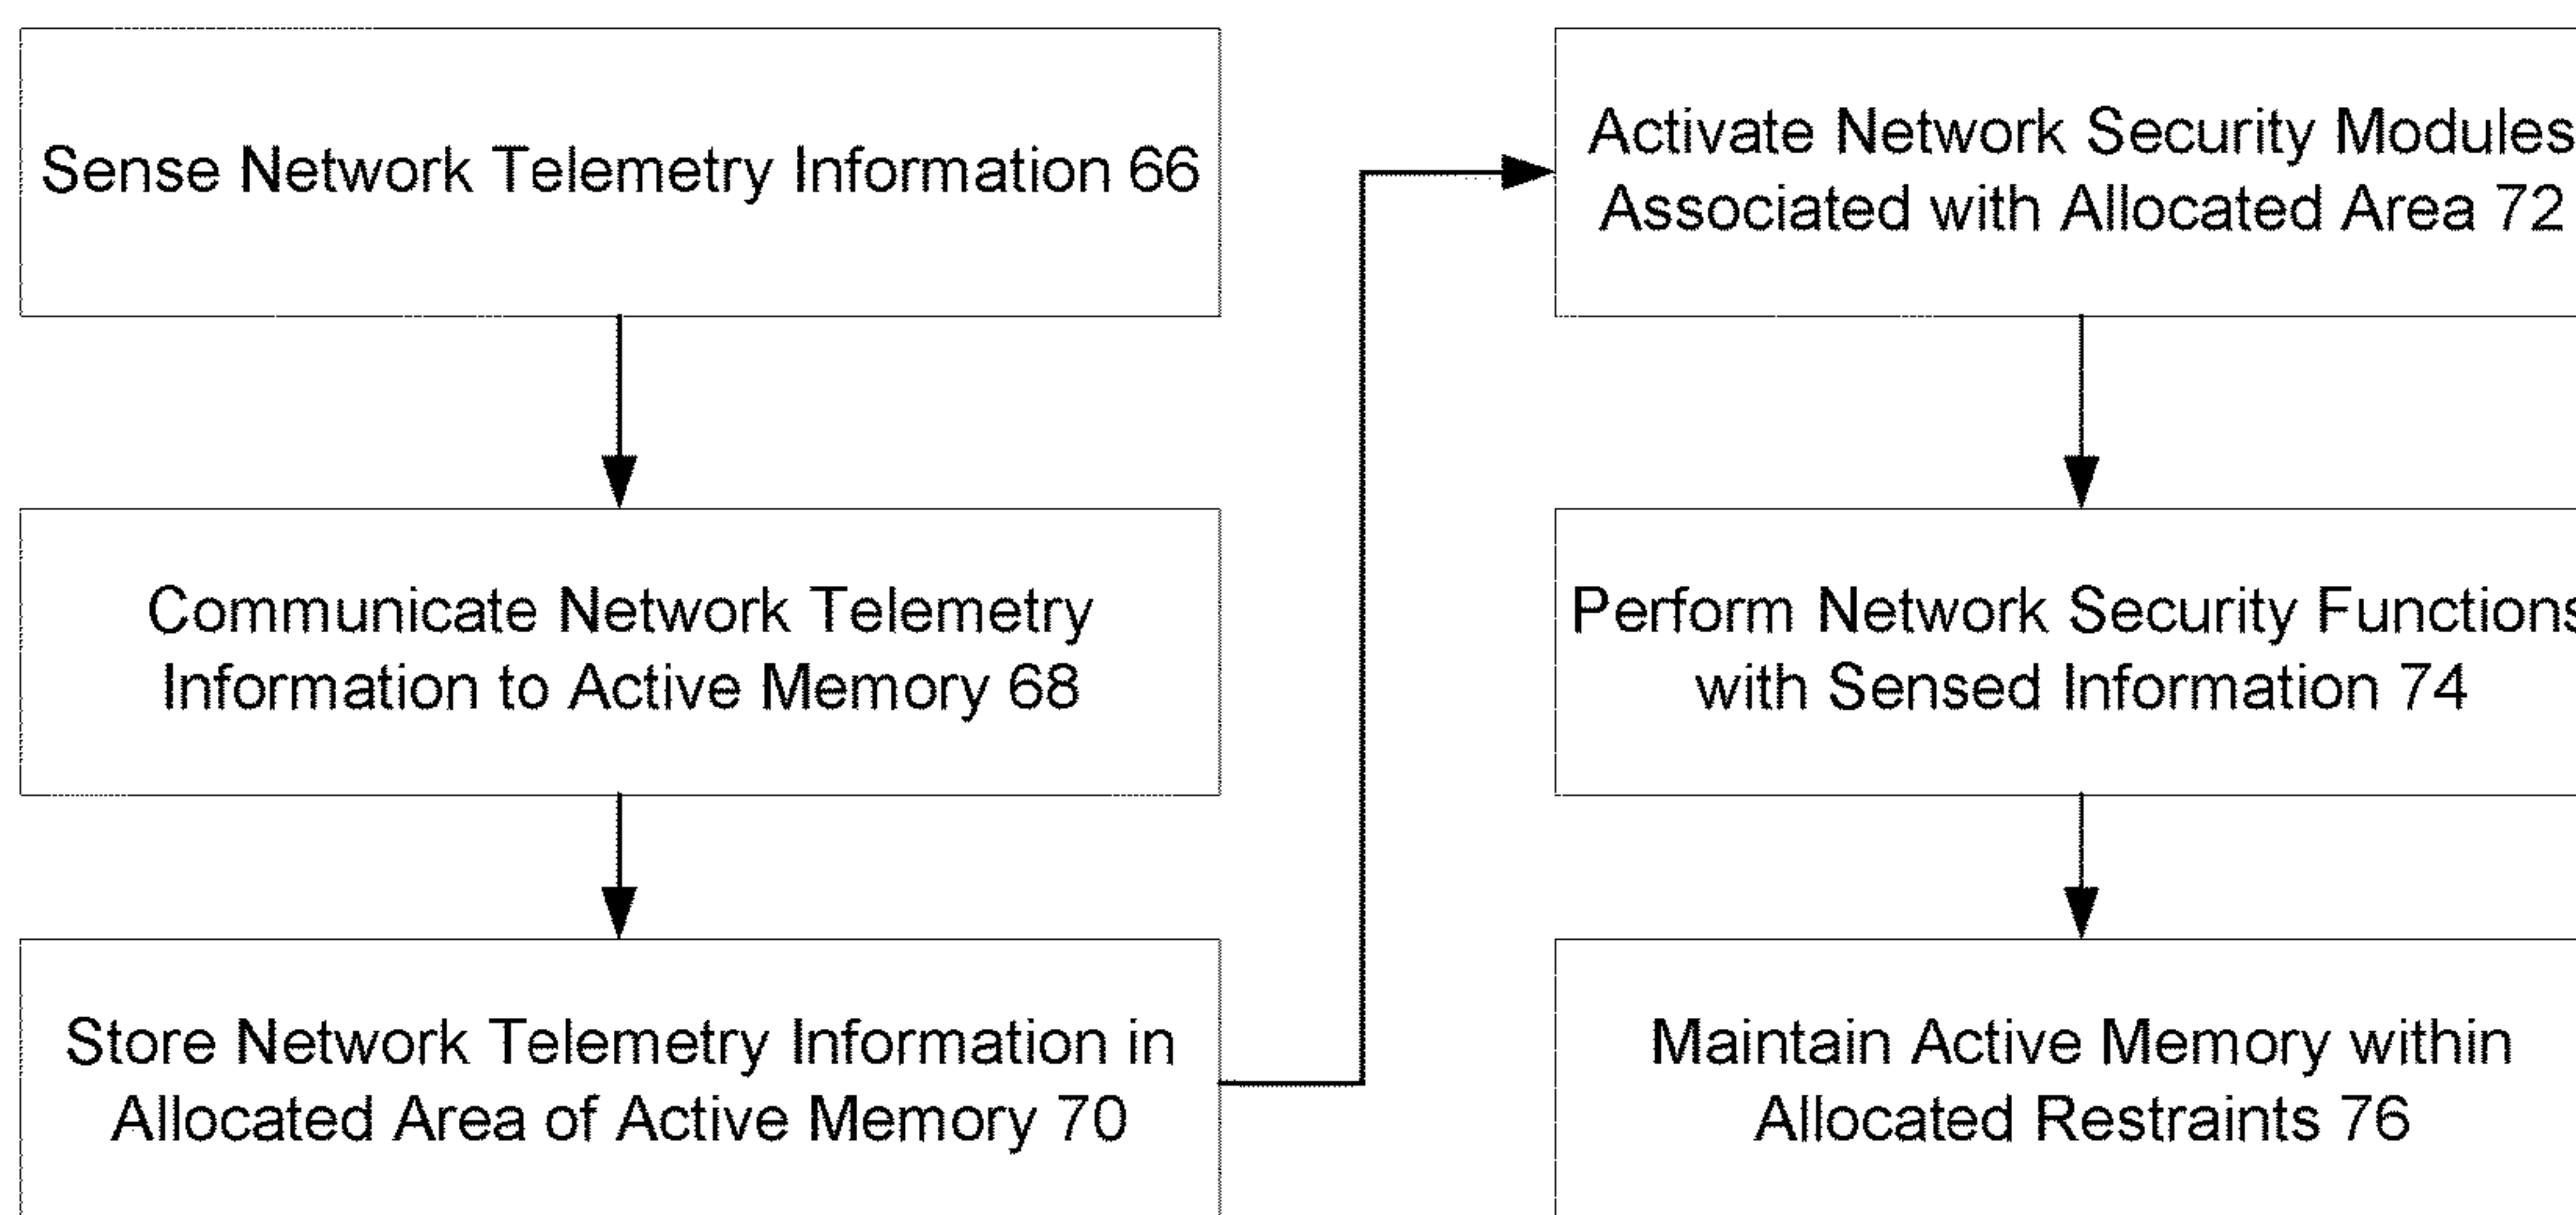 Sense Network Telemetry Information 66
Communicate Network Telemetry
Information to Active Memory 68
Store Network Telemetry Information in
Allocated Area of Active Memory 70
Activate Network Security Modules
Associated with Allocated Area 72
Perform Network Security Functions
with Sensed Information 74
Maintain Active Memory within
Allocated Restraints 76